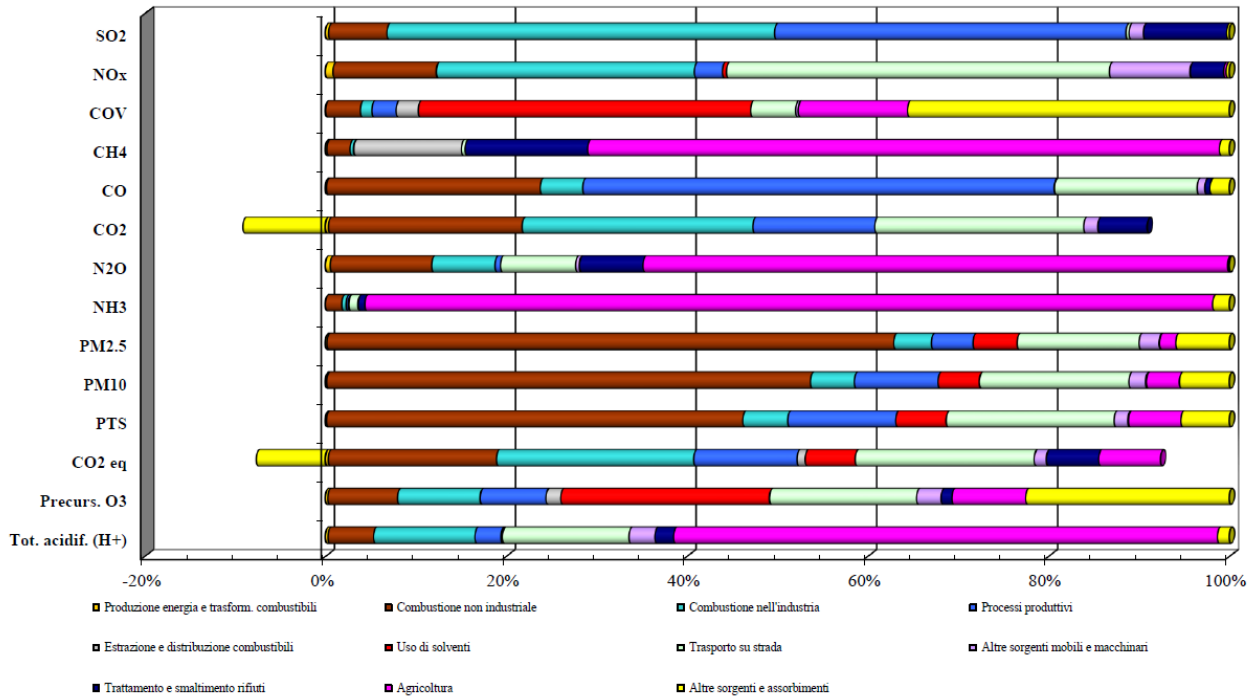 SO2
NOx
COV
CH4
CO
CO2
N2O
NH3
PM2.5
PM10
PTS
CO2 eq
Precurs. O3
Tot. acidif. (H+)
-20% 0% 20% 40% 60% 80% 100%
Produzione energia e trasform. combustibili Combustione non industriale Combustione nell'industria Processi produttivi
Estrazione e distribuzione combustibili Uso di solventi Trasporto su strada Altre sorgenti mobili e macchinari
Trattamento e smaltimento rifiuti Agricoltura Altre sorgenti e assorbimenti